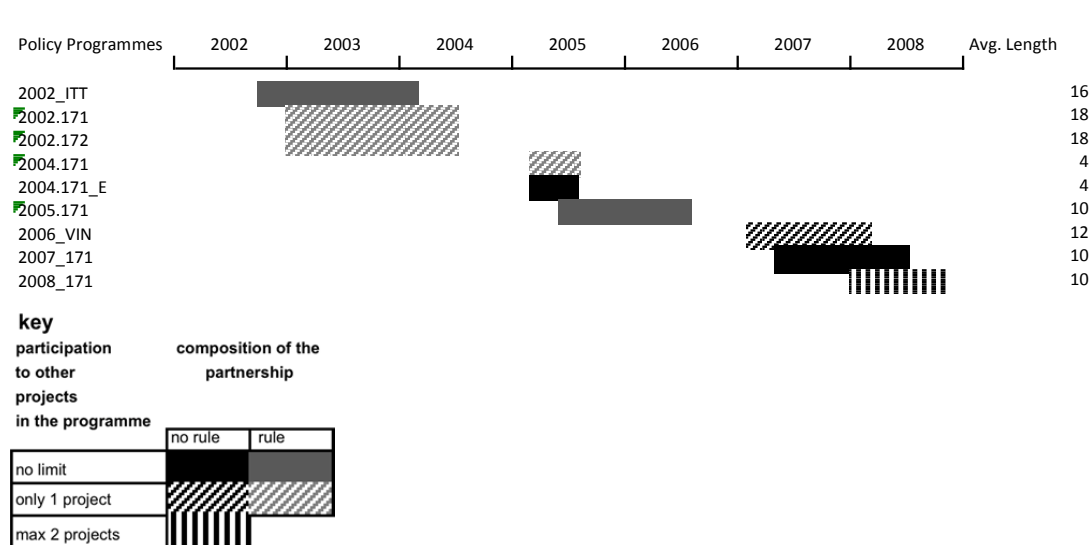 Policy Programmes 2002 2003 2004 2005 2006 2007 2008 Avg. Length
2002_ITT 16
2002.171 18
2002.172 18
2004.171 4
2004.171_E 4
2005.171 10
2006_VIN 12
2007_171 10
2008_171 10
key
participation composition of the
to other partnership
projects
in the programme
no rule rule
no limit
only 1 project
max 2 projects